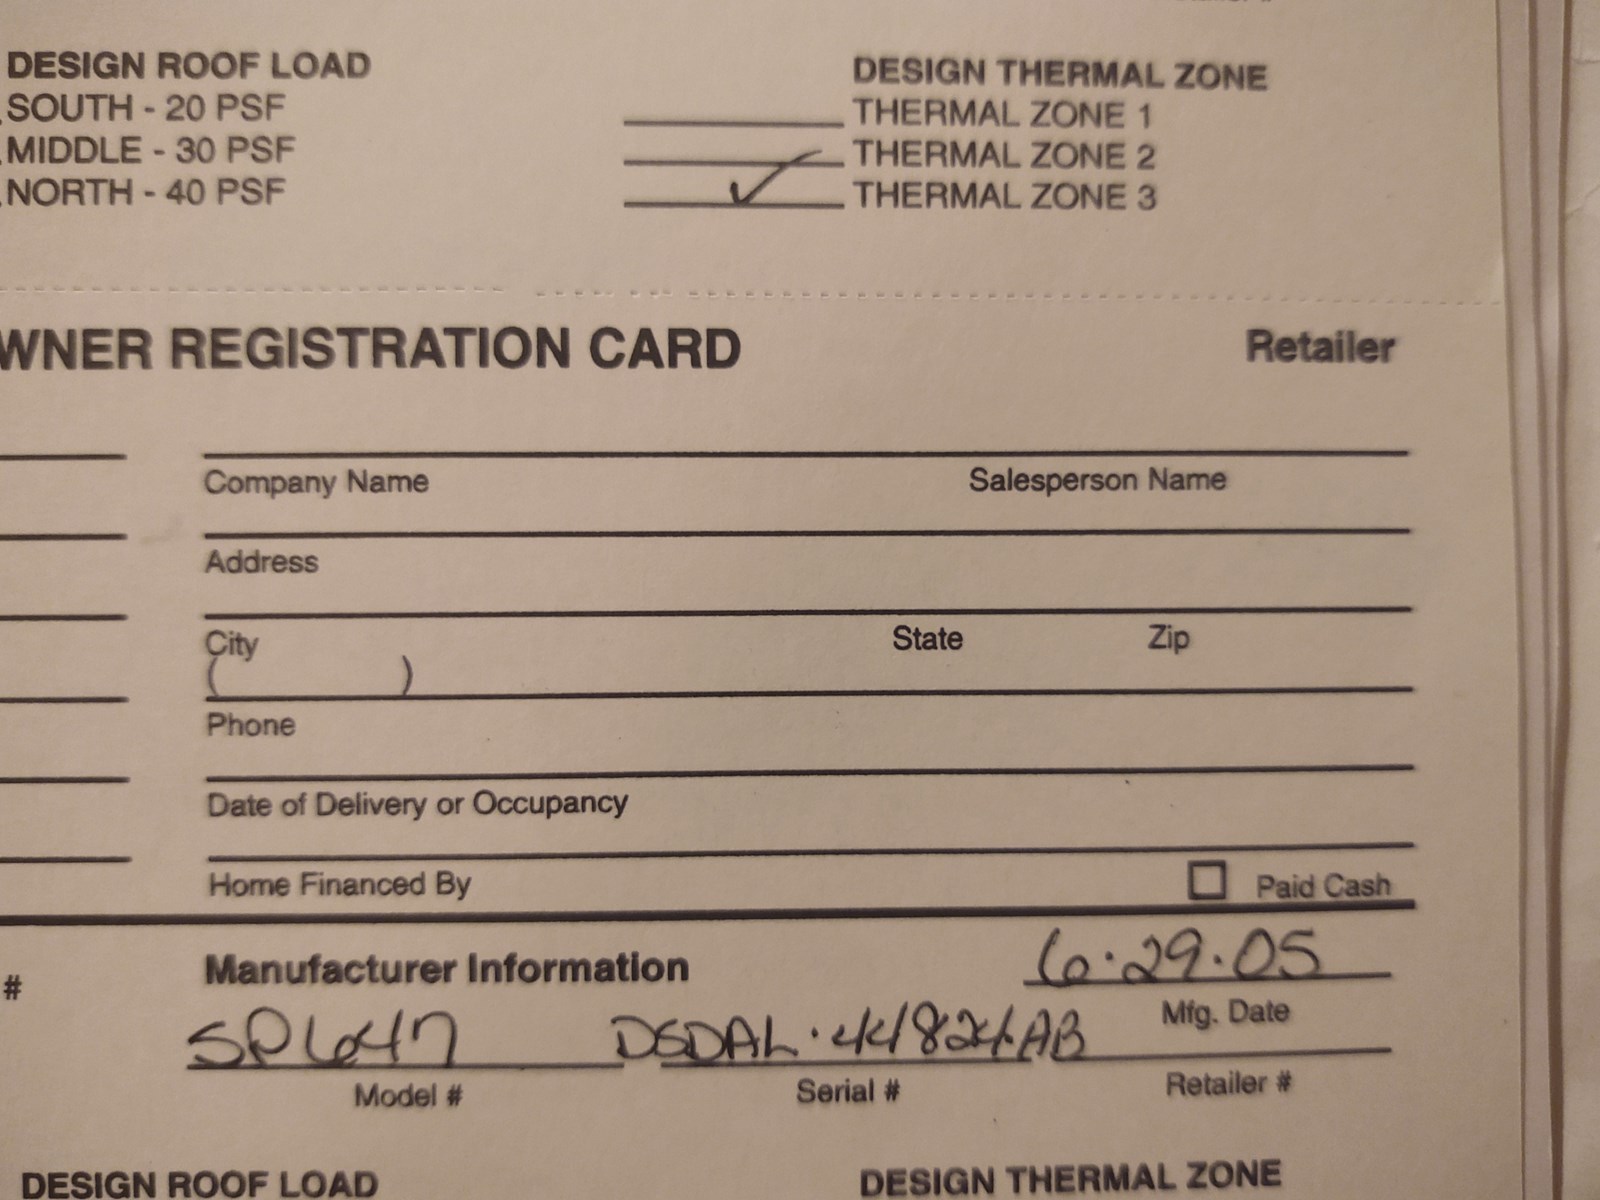 DESIGN ROOF LOAD
SOUTH - 20 PSF
MIDDLE - 30 PSF
NORTH - 40 PSF
DESIGN THERMAL ZONE
THERMAL ZONE 1
THERMAL ZONE 2
✓ THERMAL ZONE 3
WNER REGISTRATION CARD
Retailer
Company Name Salesperson Name
Address
City State Zip
( )
Phone
Date of Delivery or Occupancy
Home Financed By ☐ Paid Cash
# Manufacturer Information 6·29·05
Mfg. Date
SP647 DSDAL·44824·AB
Model # Serial # Retailer #
DESIGN ROOF LOAD DESIGN THERMAL ZONE